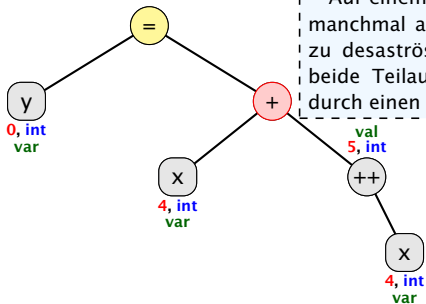 =
Auf einem
manchmal a
zu desaströs
beide Teilau
durch einen
y
0, int
var
+
x
4, int
var
val
5, int
++
x
4, int
var